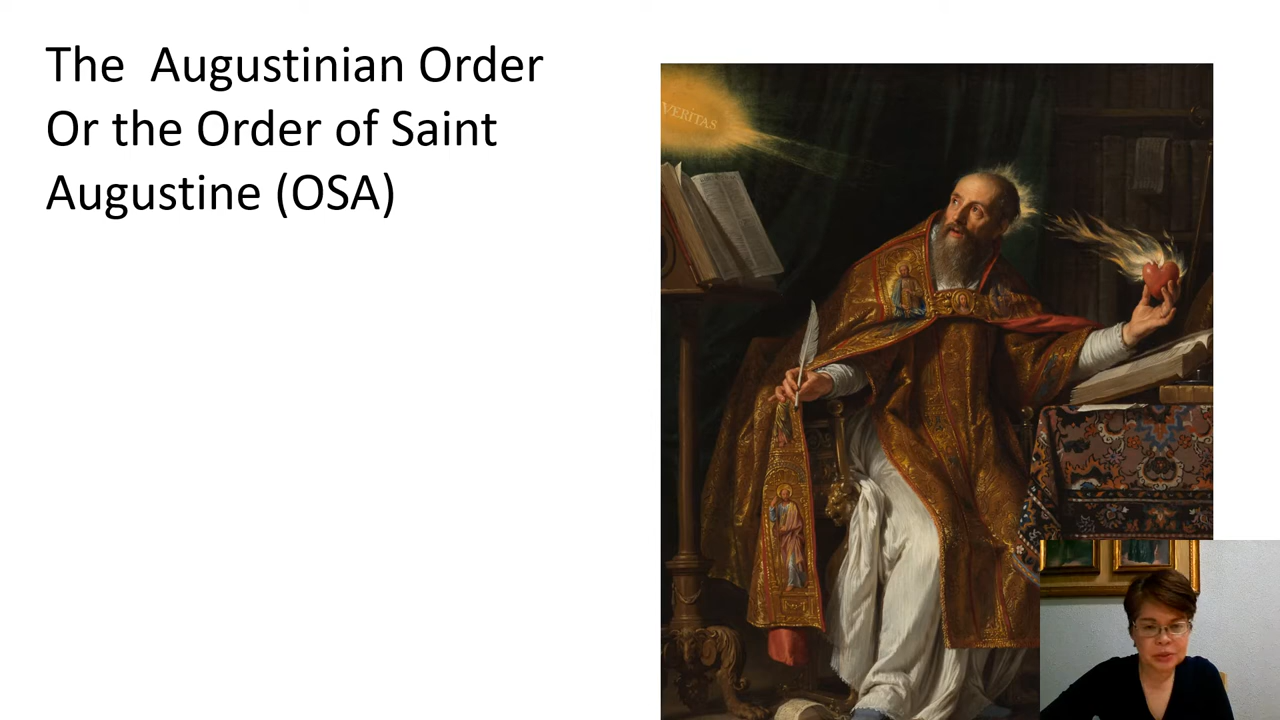 The  Augustinian Order
Or the Order of Saint
Augustine (OSA)
VERITAS